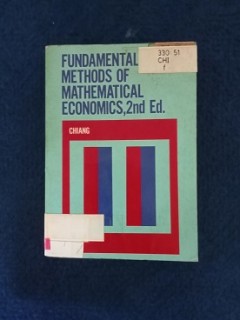 FUNDAMENTAL
METHODS OF
MATHEMATICAL
ECONOMICS, 2nd Ed.
330.51
CHI
f
CHIANG